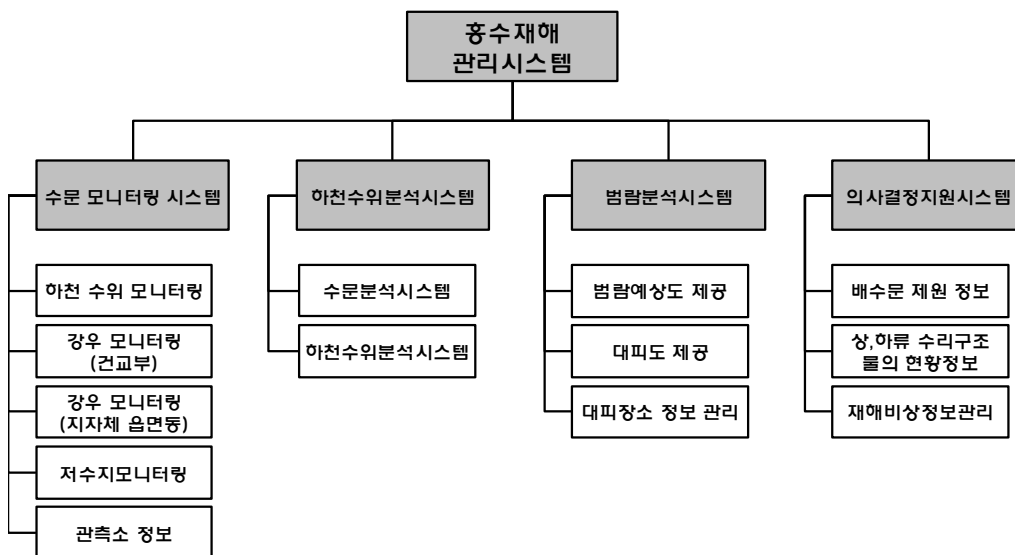 홍수재해
관리시스템
수문 모니터링 시스템
하천수위분석시스템
범람분석시스템
의사결정지원시스템
하천 수위 모니터링
강우 모니터링
(건교부)
강우 모니터링
(지자체 읍면동)
저수지모니터링
관측소 정보
수문분석시스템
하천수위분석시스템
범람예상도 제공
대피도 제공
대피장소 정보 관리
배수문 제원 정보
상,하류 수리구조
물의 현황정보
재해비상정보관리